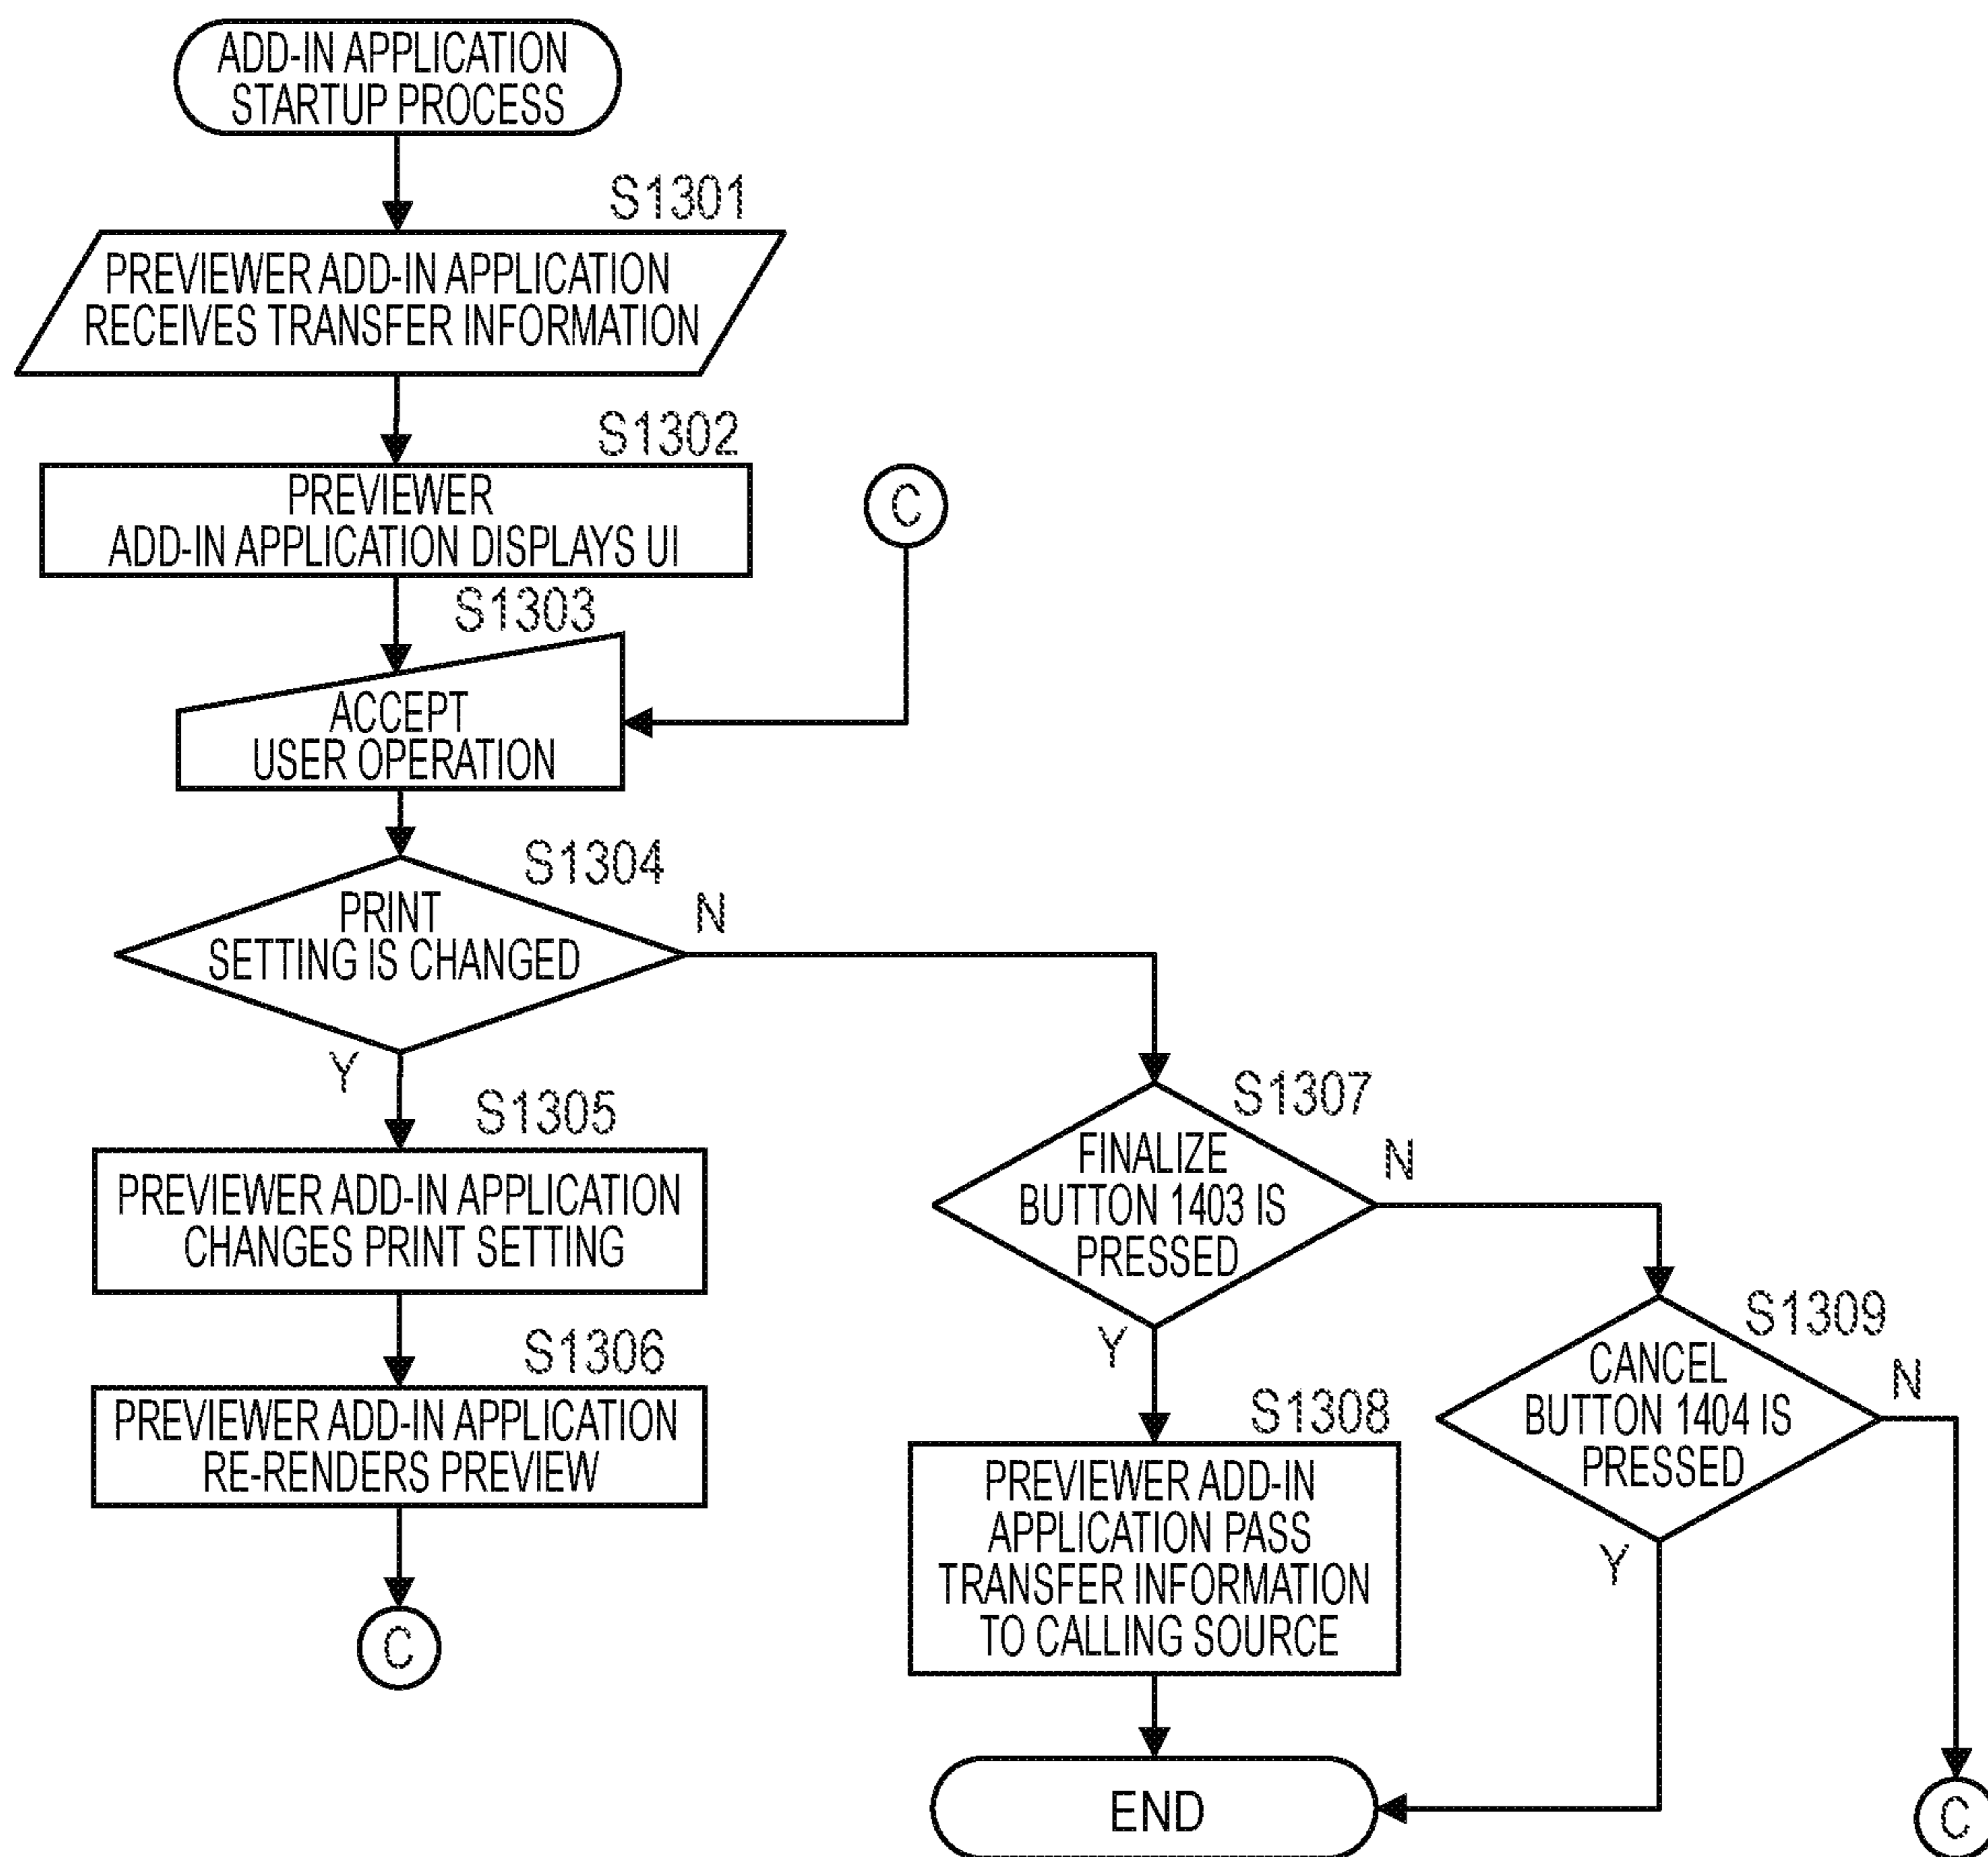 ADD-IN APPLICATION
STARTUP PROCESS
S1301
PREVIEWER ADD-IN APPLICATION
RECEIVES TRANSFER INFORMATION
S1302
PREVIEWER
ADD-IN APPLICATION DISPLAYS UI
C
S1303
ACCEPT
USER OPERATION
S1304
PRINT
SETTING IS CHANGED
N
Y
S1305
PREVIEWER ADD-IN APPLICATION
CHANGES PRINT SETTING
S1306
PREVIEWER ADD-IN APPLICATION
RE-RENDERS PREVIEW
C
S1307
FINALIZE
BUTTON 1403 IS
PRESSED
N
Y
S1308
PREVIEWER ADD-IN
APPLICATION PASS
TRANSFER INFORMATION
TO CALLING SOURCE
S1309
CANCEL
BUTTON 1404 IS
PRESSED
N
Y
END
C